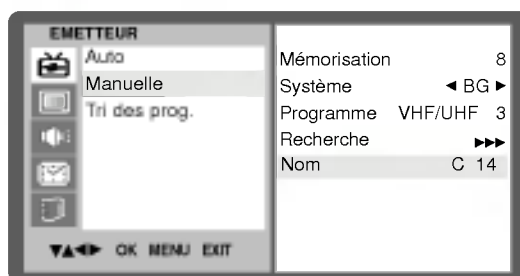 EMETTEUR
Auto
Manuelle
Tri des prog.
▼▲◀▶ OK MENU EXIT
Mémorisation 8
Système ◀ BG ▶
Programme VHF/UHF 3
Recherche ▶▶▶
Nom C 14